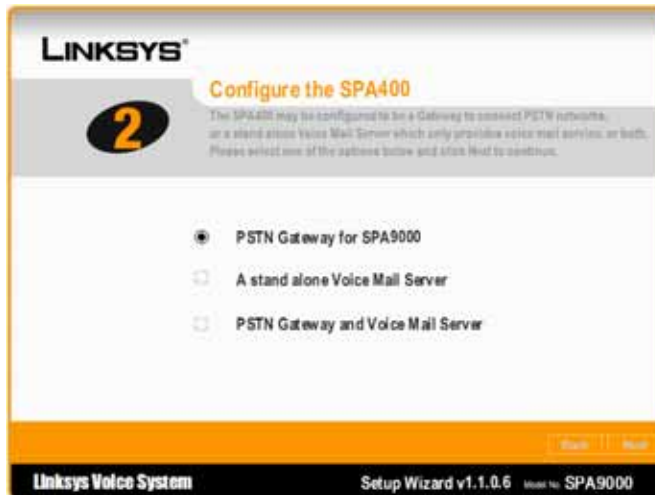 LINKSYS®
Configure the SPA400
The SPA400 may be configured to be a Gateway to connect PSTN networks,
or a stand alone Voice Mail Server which only provides voice mail service, or both.
Please select one of the options below and click Next to continue.
2
PSTN Gateway for SPA9000
A stand alone Voice Mail Server
PSTN Gateway and Voice Mail Server
Back Next
Linksys Voice System Setup Wizard v1.1.0.6 Model No SPA9000